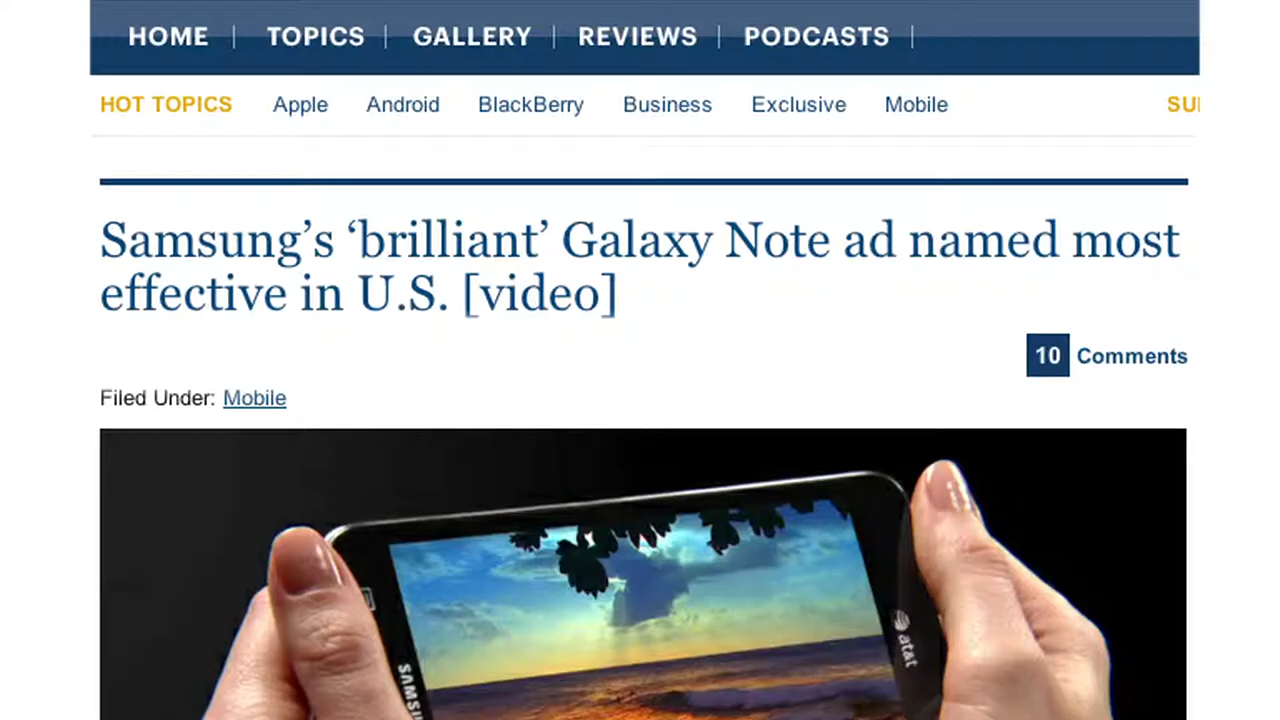 HOME | TOPICS | GALLERY | REVIEWS | PODCASTS |
HOT TOPICS Apple Android BlackBerry Business Exclusive Mobile
Samsung’s ‘brilliant’ Galaxy Note ad named most
effective in U.S. [video]
10 Comments
Filed Under: Mobile
at&t